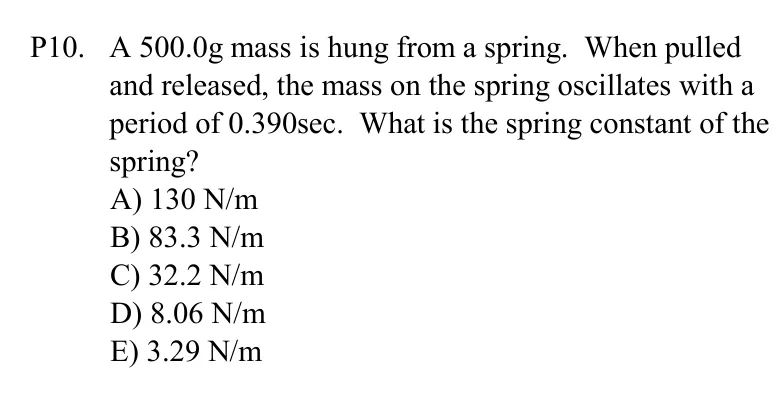 P10. A 500.0g mass is hung from a spring. When pulled
and released, the mass on the spring oscillates with a
period of 0.390sec. What is the spring constant of the
spring?
A) 130 N/m
B) 83.3 N/m
C) 32.2 N/m
D) 8.06 N/m
E) 3.29 N/m